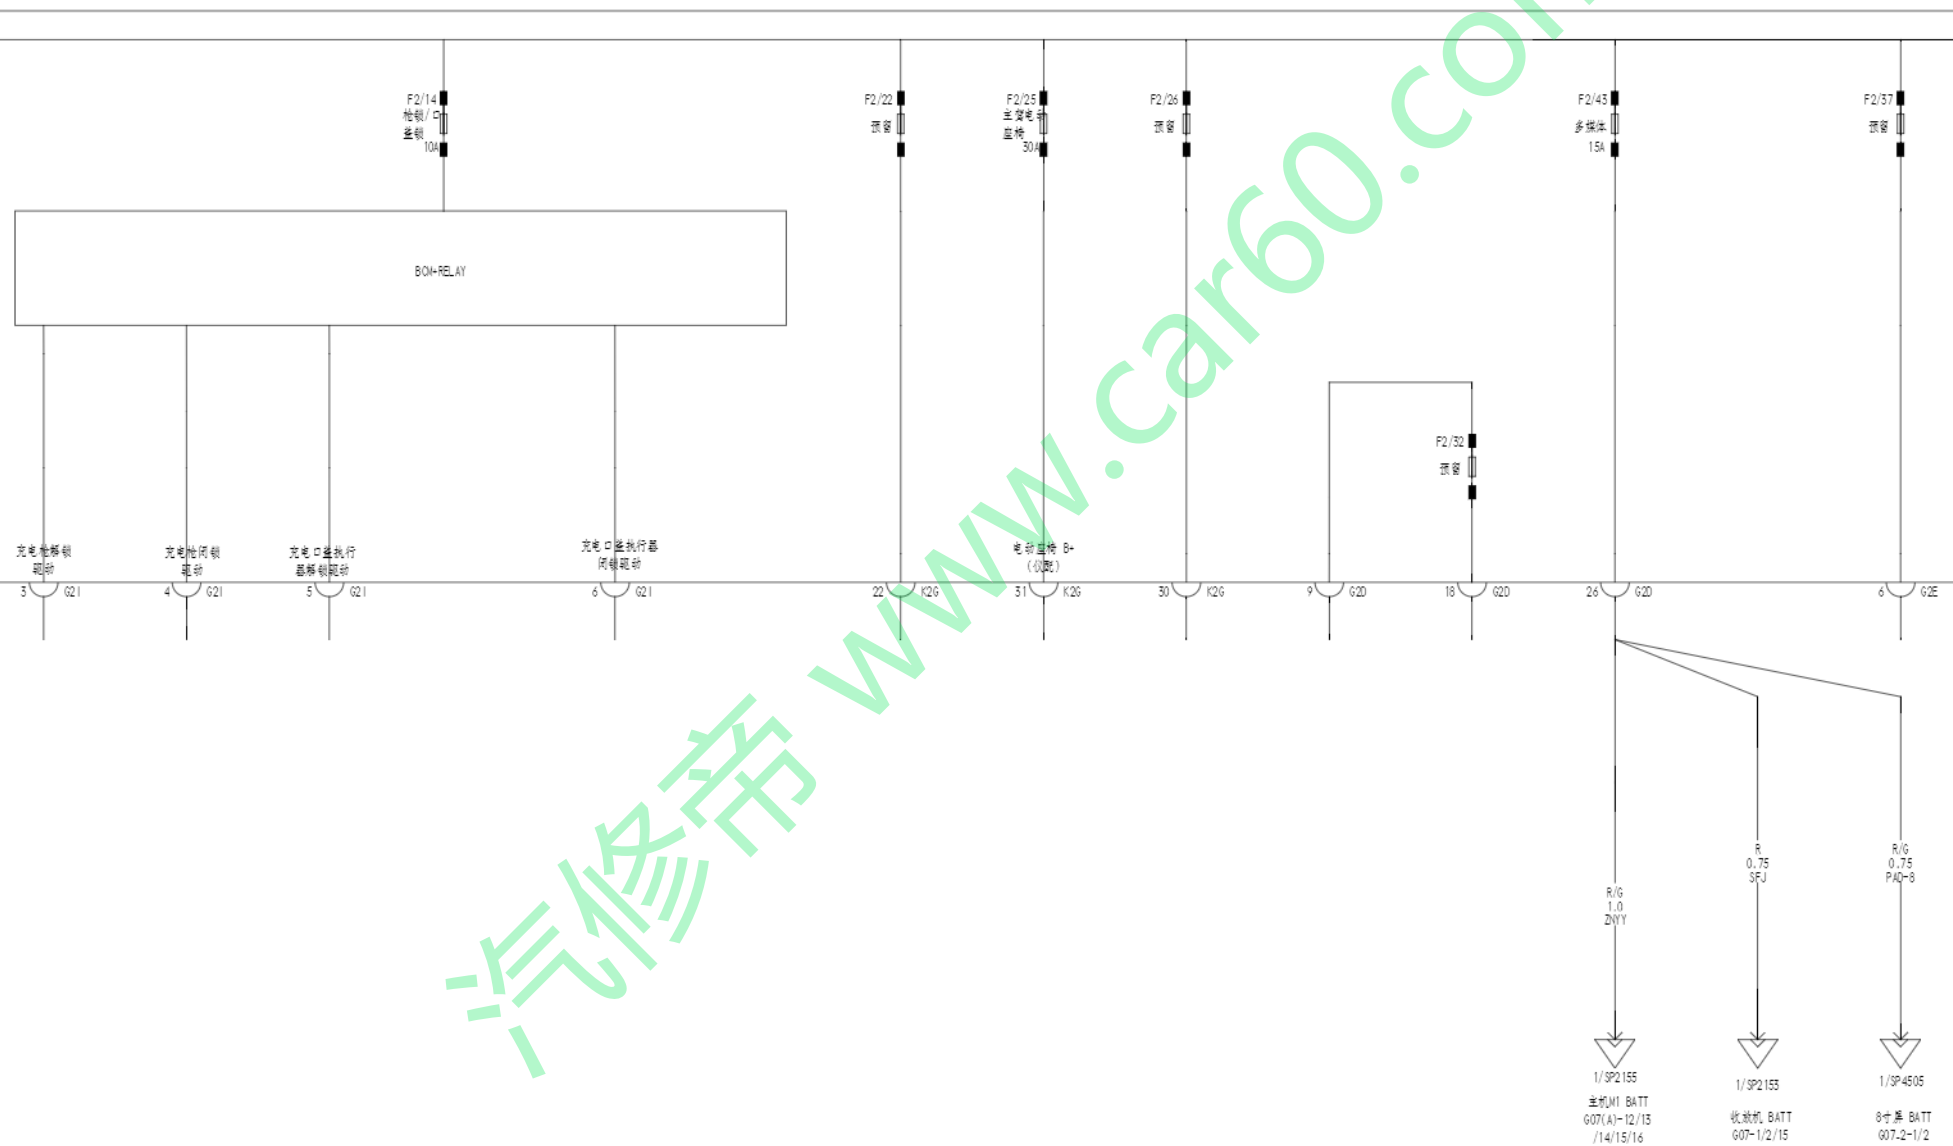 F2/14
枪锁/口
盖锁
10A
F2/22
预留
F2/25
主驾电动
座椅
30A
F2/26
预留
F2/43
多媒体
15A
F2/37
预留
BCM+RELAY
F2/32
预留
充电枪解锁
驱动
充电枪闭锁
驱动
充电口盖执行
器解锁驱动
充电口盖执行器
闭锁驱动
电动座椅 B+
(仪配)
3 G2I
4 G2I
5 G2I
6 G2I
22 K2G
31 K2G
30 K2G
9 G2D
18 G2D
26 G2D
6 G2E
R/G
1.0
ZNYY
R
0.75
SFJ
R/G
0.75
PAD-8
1/SP2155
主机M1 BATT
G07(A)-12/13
/14/15/16
1/SP2153
收放机 BATT
G07-1/2/15
1/SP4505
8寸屏 BATT
G07-2-1/2
汽修帝 www.car60.com